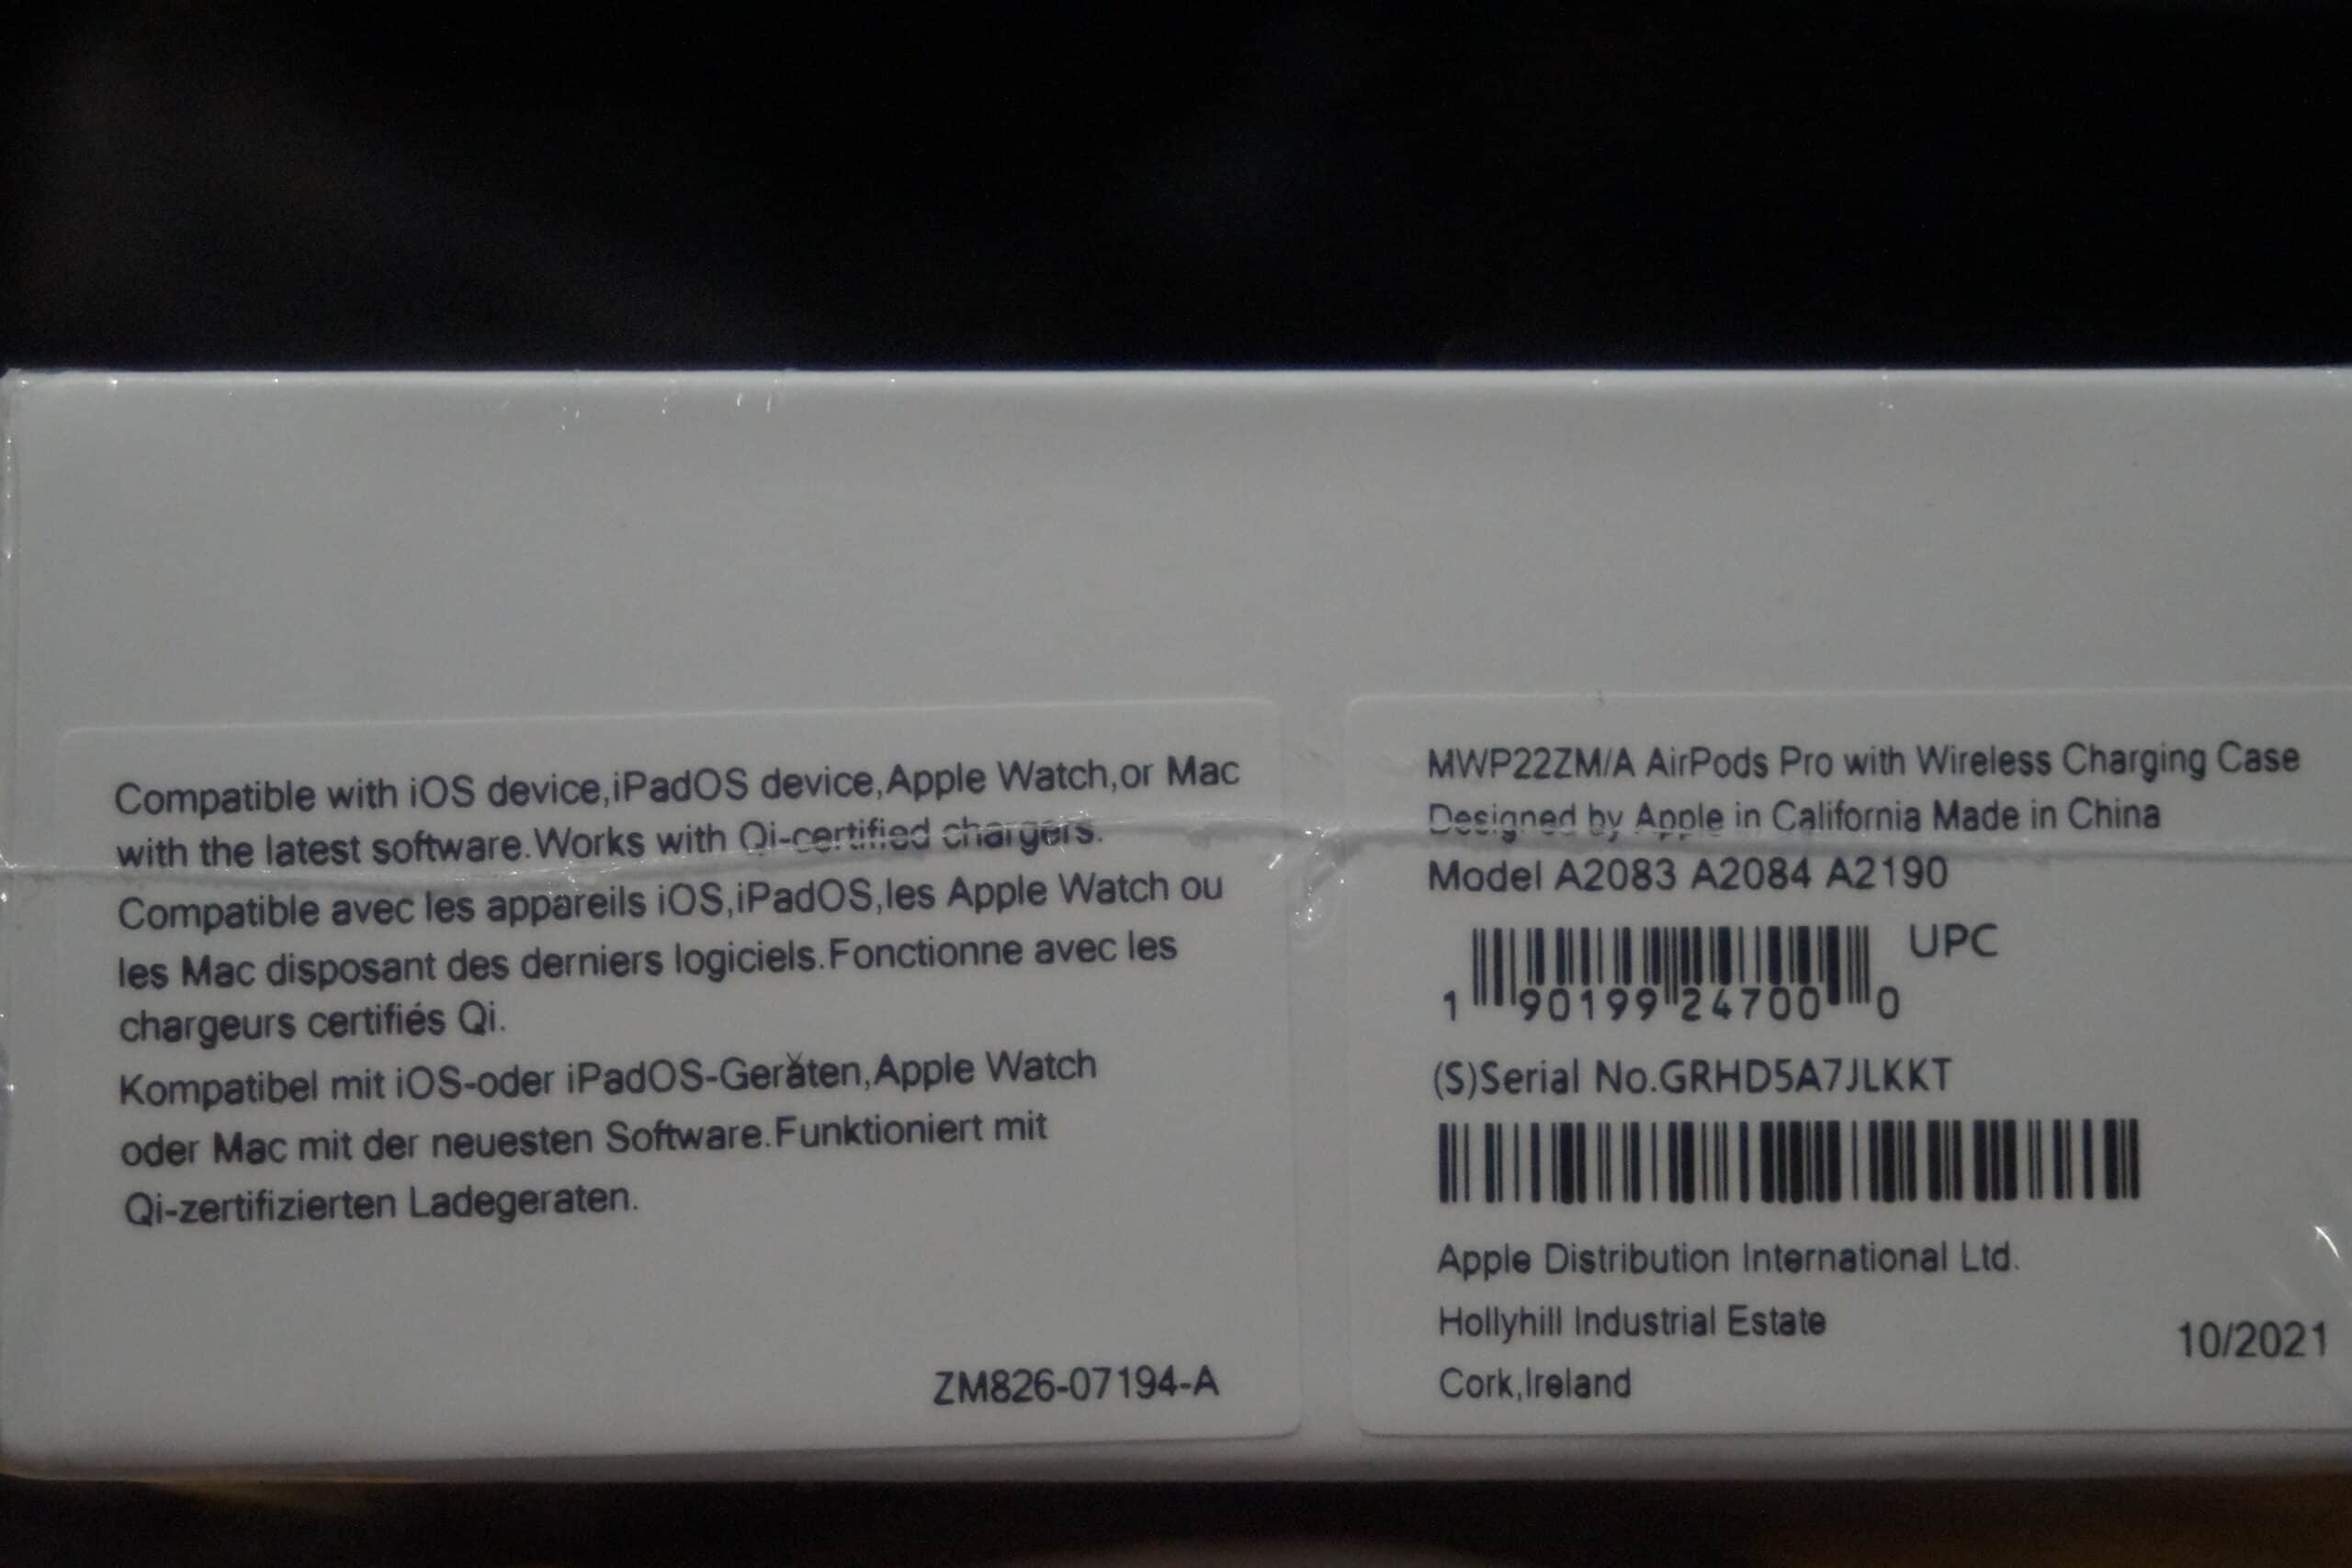 Compatible with iOS device,iPadOS device,Apple Watch,or Mac
with the latest software.Works with Qi-certified chargers.
Compatible avec les appareils iOS,iPadOS,les Apple Watch ou
les Mac disposant des derniers logiciels.Fonctionne avec les
chargeurs certifiés Qi.
Kompatibel mit iOS-oder iPadOS-Gerǎten,Apple Watch
oder Mac mit der neuesten Software.Funktioniert mit
Qi-zertifizierten Ladegeraten.
ZM826-07194-A
MWP22ZM/A AirPods Pro with Wireless Charging Case
Designed by Apple in California Made in China
Model A2083 A2084 A2190
UPC
1 90199 24700 0
(S)Serial No.GRHD5A7JLKKT
Apple Distribution International Ltd.
Hollyhill Industrial Estate
Cork,Ireland
10/2021